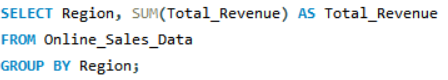 SELECT Region, SUM(Total_Revenue) AS Total_Revenue
FROM Online_Sales_Data
GROUP BY Region;